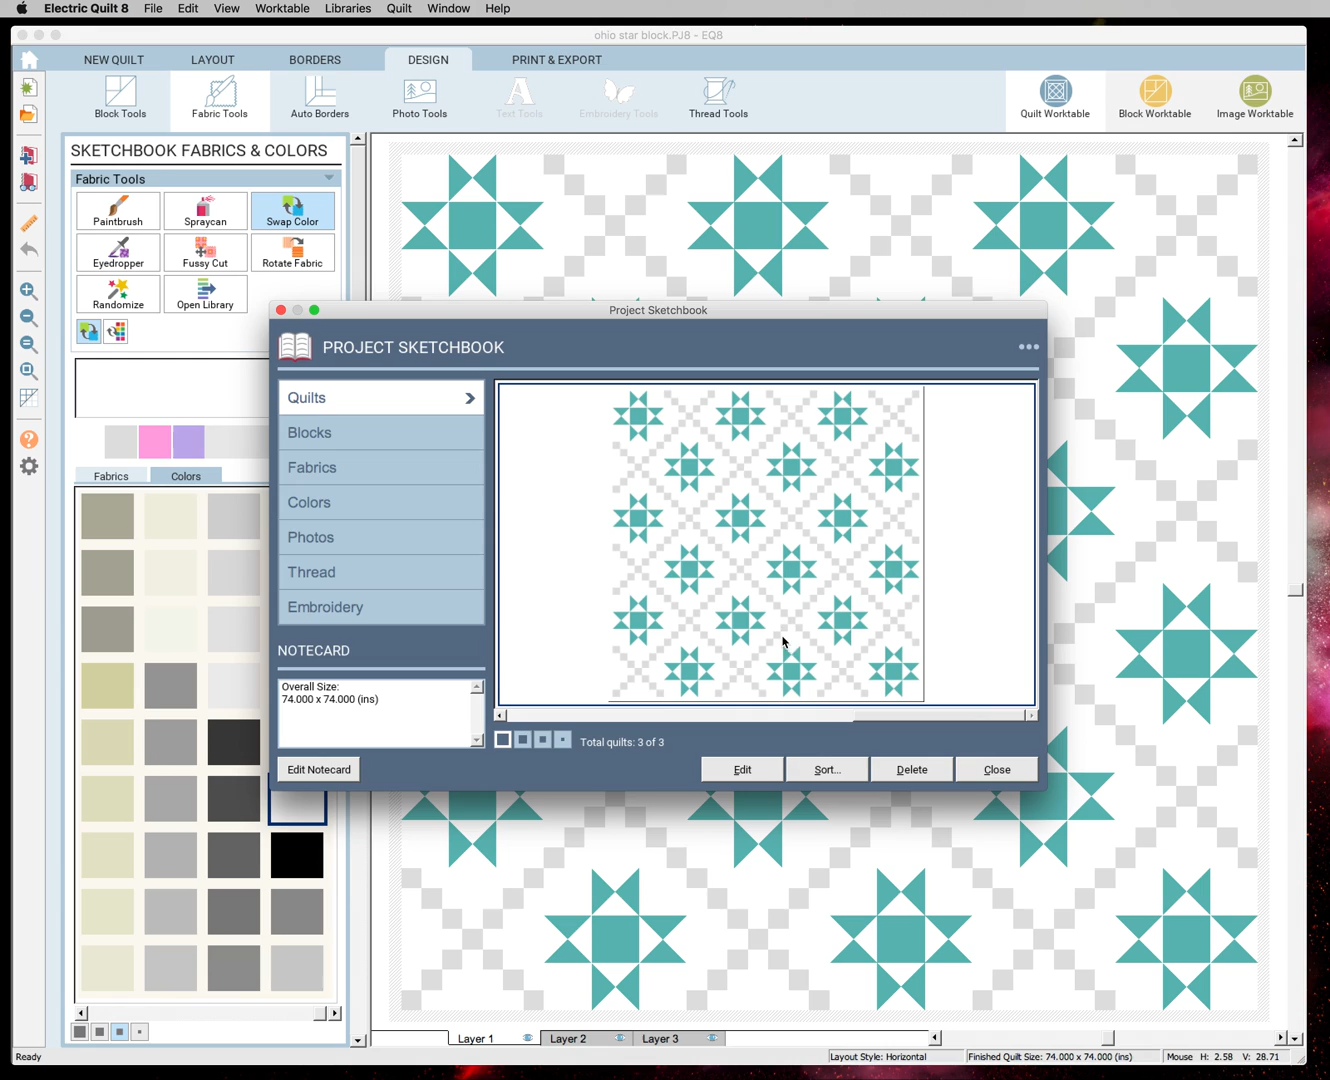 Electric Quilt 8 File Edit View Worktable Libraries Quilt Window Help
ohio star block.PJ8 - EQ8
NEW QUILT LAYOUT BORDERS DESIGN PRINT & EXPORT
Block Tools Fabric Tools Auto Borders Photo Tools Text Tools Embroidery Tools Thread Tools Quilt Worktable Block Worktable Image Worktable
SKETCHBOOK FABRICS & COLORS
Fabric Tools
Paintbrush Spraycan Swap Color
Eyedropper Fussy Cut Rotate Fabric
Randomize Open Library
Fabrics Colors
Project Sketchbook
PROJECT SKETCHBOOK
Quilts
Blocks
Fabrics
Colors
Photos
Thread
Embroidery
NOTECARD
Overall Size:
74.000 x 74.000 (ins)
Total quilts: 3 of 3
Edit Notecard Edit Sort... Delete Close
Layer 1 Layer 2 Layer 3
Ready Layout Style: Horizontal Finished Quilt Size: 74.000 x 74.000 (ins) Mouse H: 2.58 V: 28.71